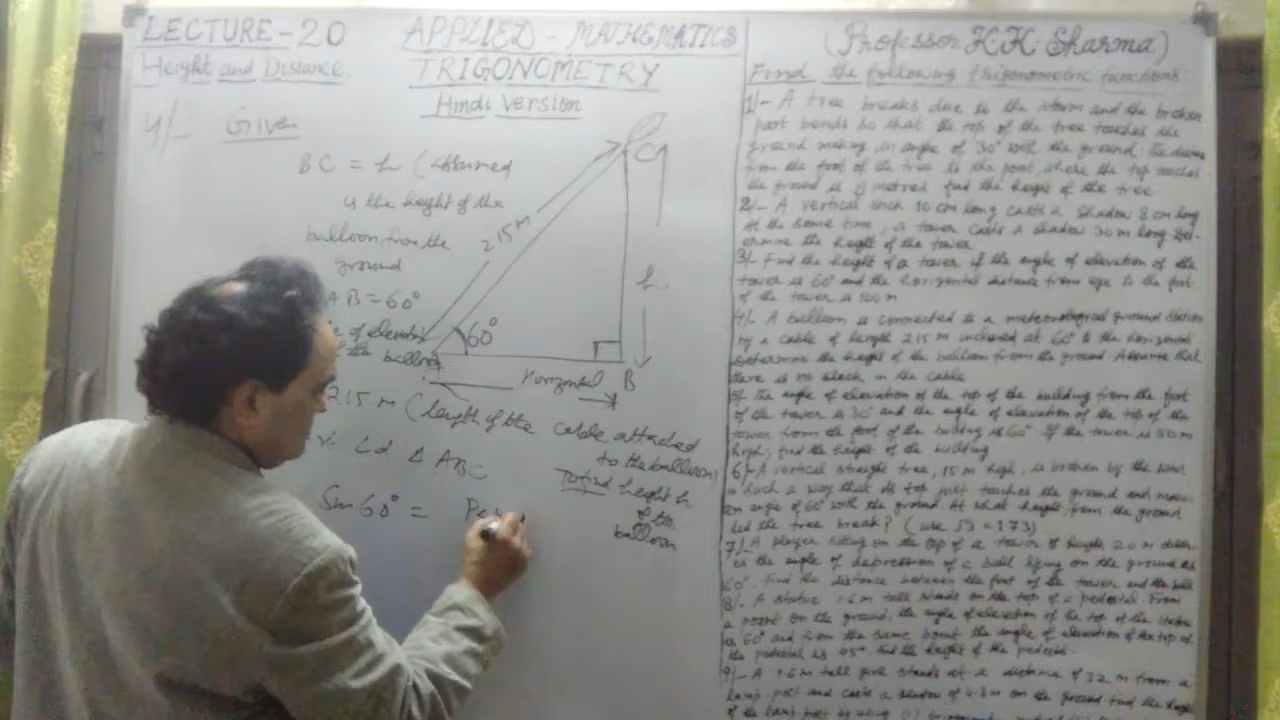 LECTURE-20
Height and Distance
APPLIED - MATHEMATICS
TRIGONOMETRY
Hindi Version
(Professor K.K. Sharma)
4/- Given
BC = h (assumed
is the height of the
balloon, from the
ground
AB = 60°
of elevation
the balloon
215 m (length of the cable attached
to the balloon)
Ld Δ ABC
Sin 60° = Pe
To find height h
of the
balloon
215 m
C
h
60°
Horizontal
B
Find the following trigonometric functions:
1/- A tree breaks due to the storm and the broken
part bends so that the top of the tree touches the
ground making an angle of 30° with the ground. The
from the foot of the tree to the point where the top touches
the ground is 8 metres find the height of the tree
2/- A vertical stick 10 cm long casts a shadow 8 cm long
At the same time, a tower casts a shadow 30 m long
the height of the tower
3/- Find the height of a tower if the angle of elevation of the
tower is 60° and the horizontal distance from eye to the foot
of the tower is 100 m
4/- A balloon is connected to a meteorological ground station
by a cable of length 215 m inclined at 60° to the horizontal
determine the height of the balloon from the ground. Assume that
there is no slack in the cable
5/- The angle of elevation of the top of the building from the foot
of the tower is 30° and the angle of elevation of the top of the
tower from the foot of the building is 60° If the tower is 50 m
high, find the height of the building
6/- A vertical straight tree, 15 m high, is broken by the wind
in such a way that its top just touches the ground and makes
an angle of 60° with the ground. At what height from the ground
did the tree break? (use √3 = 1.73)
7/- A player sitting on the top of a tower of height 20 m
the angle of depression of a ball lying on the ground as
60°. Find the distance between the foot of the tower and the ball
8/- A statue 1.6 m tall stands on the top of a pedestal. From
a point on the ground, the angle of elevation of the top of the statue
is 60° and from the same point the angle of elevation of the top of
the pedestal is 45° find the height of the pedestal.
9/- A 1.6 m tall girl stands at a distance of 3.2 m from a
lamp-post and casts a shadow of 4.8 m on the ground find the height
of the lamp-post by using (i)